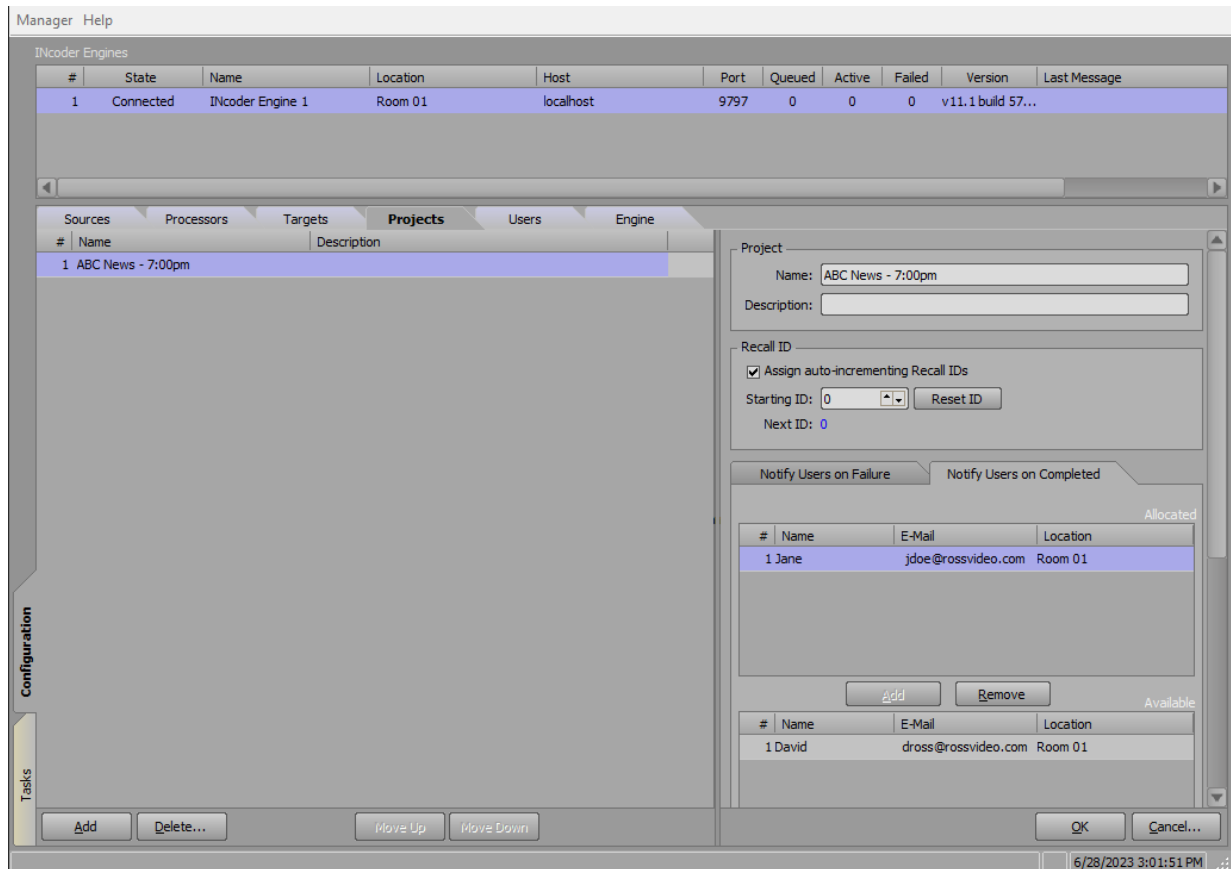 Manager Help
INcoder Engines
# State Name Location Host Port Queued Active Failed Version Last Message
1 Connected INcoder Engine 1 Room 01 localhost 9797 0 0 0 v11.1 build 57...
Sources Processors Targets Projects Users Engine
# Name Description
1 ABC News - 7:00pm
Project
Name: ABC News - 7:00pm
Description:
Recall ID
Assign auto-incrementing Recall IDs
Starting ID: 0 Reset ID
Next ID: 0
Notify Users on Failure Notify Users on Completed
Allocated
# Name E-Mail Location
1 Jane jdoe@rossvideo.com Room 01
Add Remove
Available
# Name E-Mail Location
1 David dross@rossvideo.com Room 01
Configuration
Tasks
Add Delete... Move Up Move Down OK Cancel...
6/28/2023 3:01:51 PM